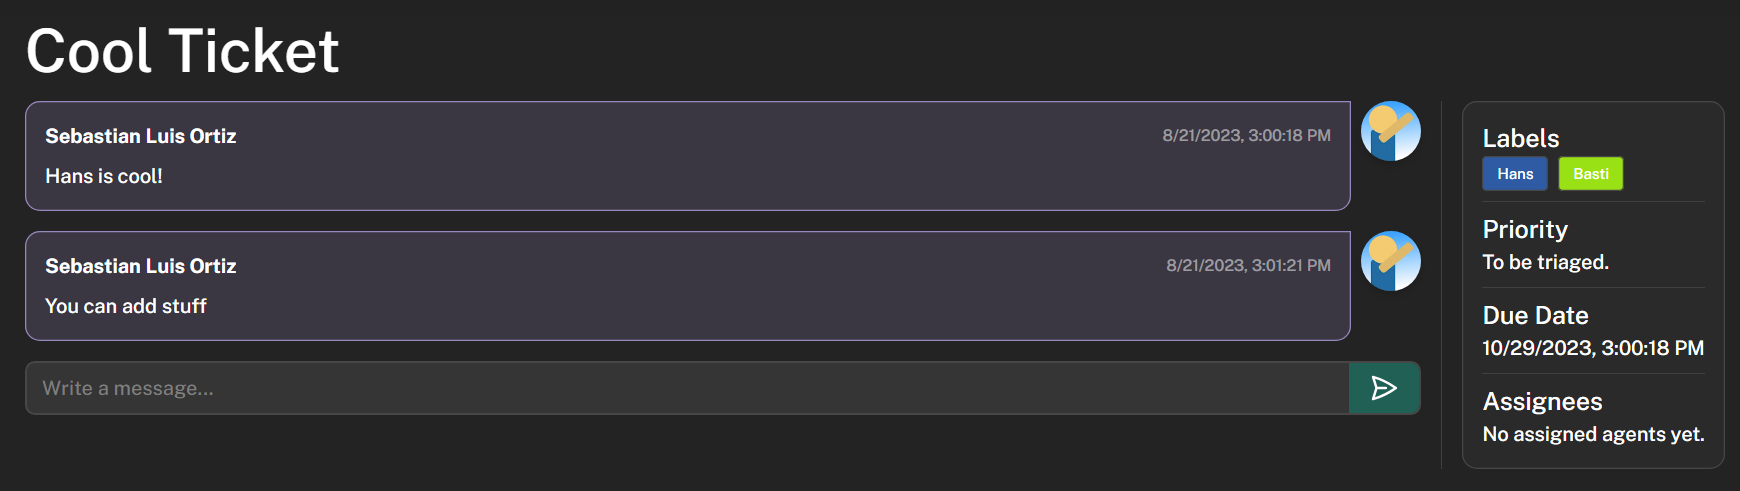 Cool Ticket
Sebastian Luis Ortiz
8/21/2023, 3:00:18 PM
Hans is cool!
Sebastian Luis Ortiz
8/21/2023, 3:01:21 PM
You can add stuff
Write a message...
Labels
Hans
Basti
Priority
To be triaged.
Due Date
10/29/2023, 3:00:18 PM
Assignees
No assigned agents yet.